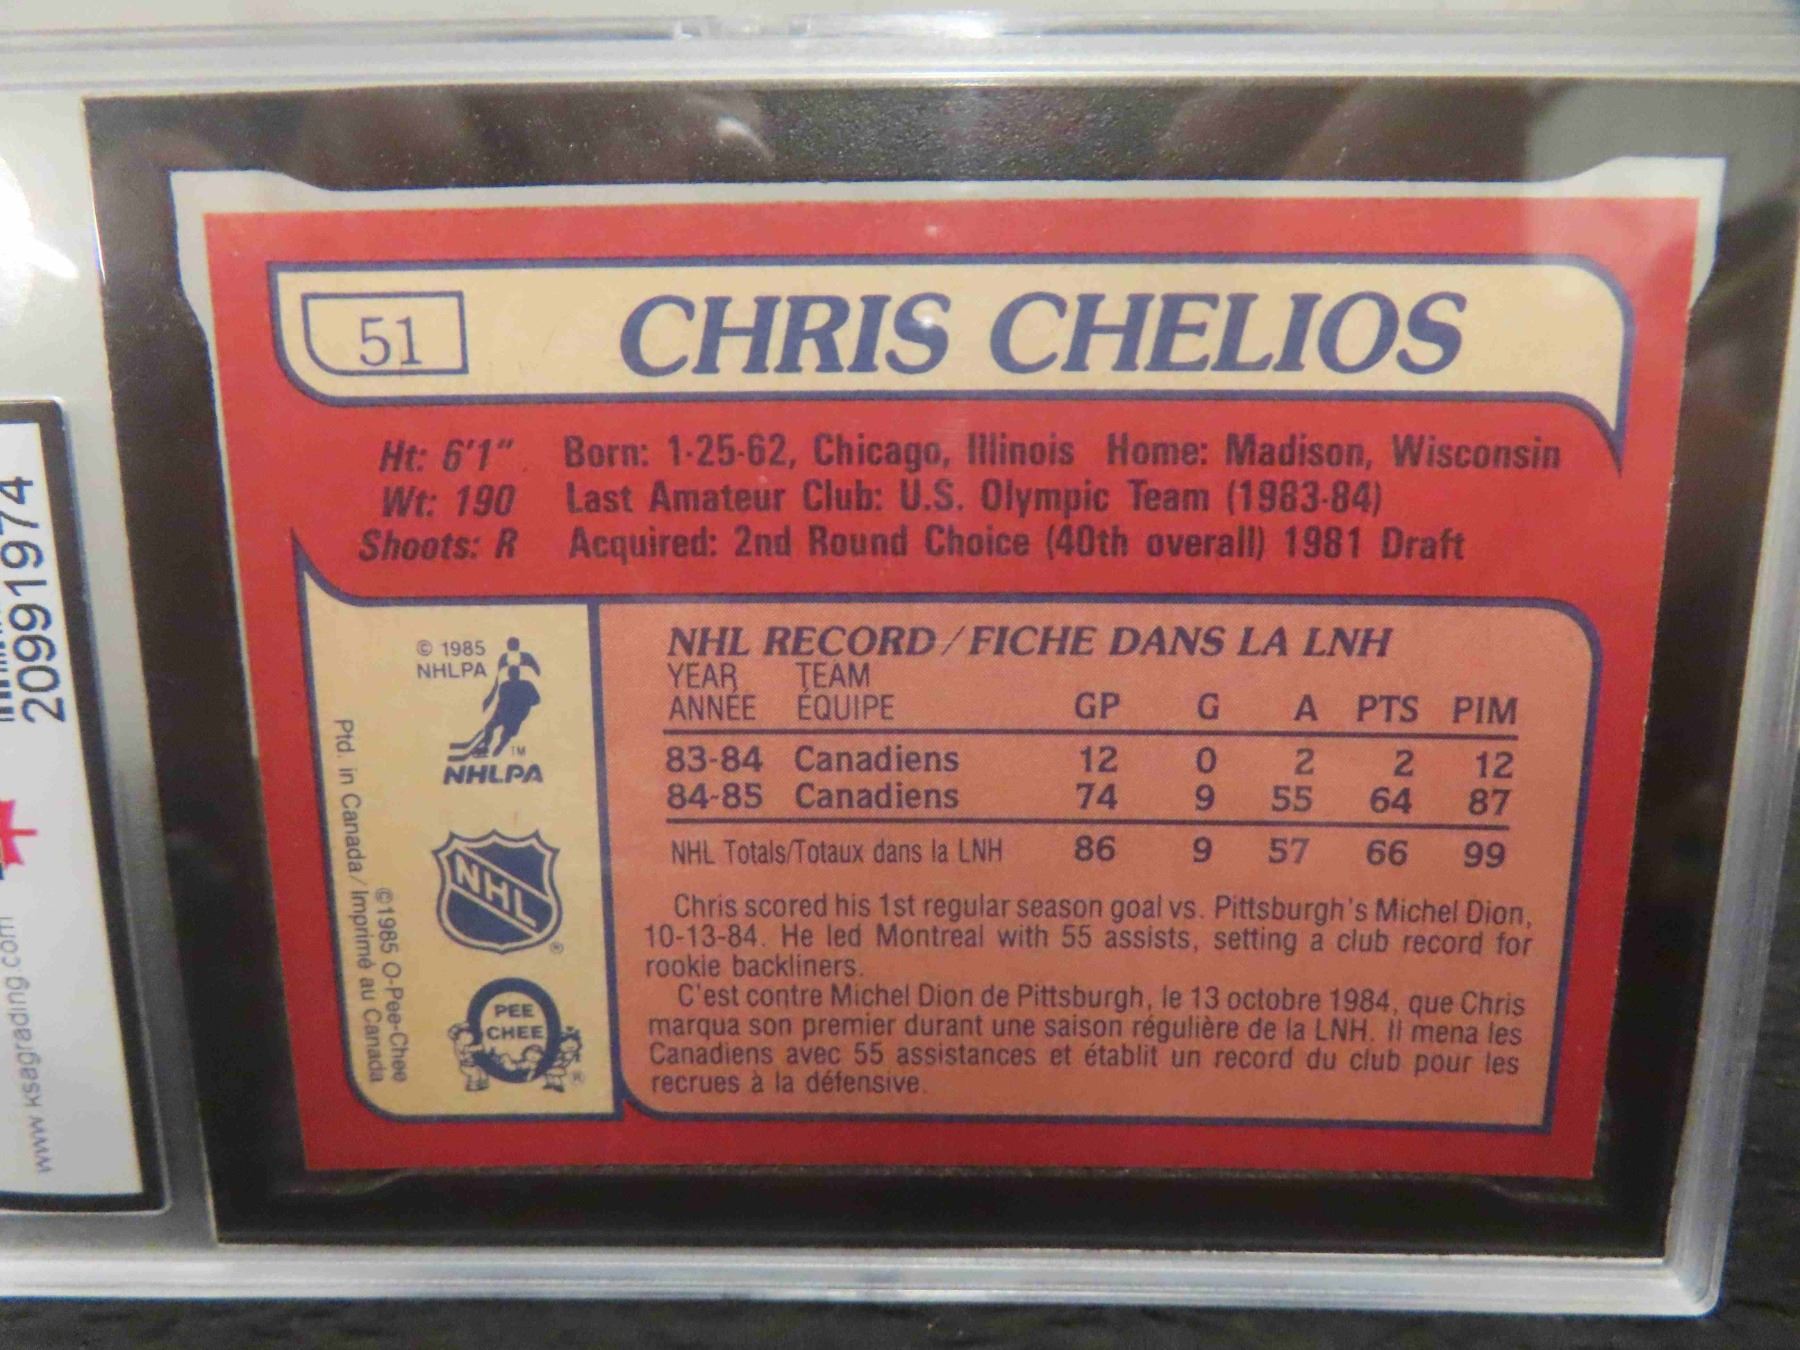 51
CHRIS CHELIOS
Ht: 6'1" Born: 1-25-62, Chicago, Illinois Home: Madison, Wisconsin
Wt: 190 Last Amateur Club: U.S. Olympic Team (1983-84)
Shoots: R Acquired: 2nd Round Choice (40th overall) 1981 Draft
© 1985
NHLPA
TM
NHLPA
NHL
®
PEE
CHEE
®
©1985 O-Pee-Chee
Ptd. in Canada/Imprimé au Canada
NHL RECORD/FICHE DANS LA LNH
YEAR TEAM
ANNÉE ÉQUIPE GP G A PTS PIM
83-84 Canadiens 12 0 2 2 12
84-85 Canadiens 74 9 55 64 87
NHL Totals/Totaux dans la LNH 86 9 57 66 99
Chris scored his 1st regular season goal vs. Pittsburgh's Michel Dion,
10-13-84. He led Montreal with 55 assists, setting a club record for
rookie backliners.
C'est contre Michel Dion de Pittsburgh, le 13 octobre 1984, que Chris
marqua son premier durant une saison régulière de la LNH. Il mena les
Canadiens avec 55 assistances et établit un record du club pour les
recrues à la défensive.
20991974
www.ksagrading.com